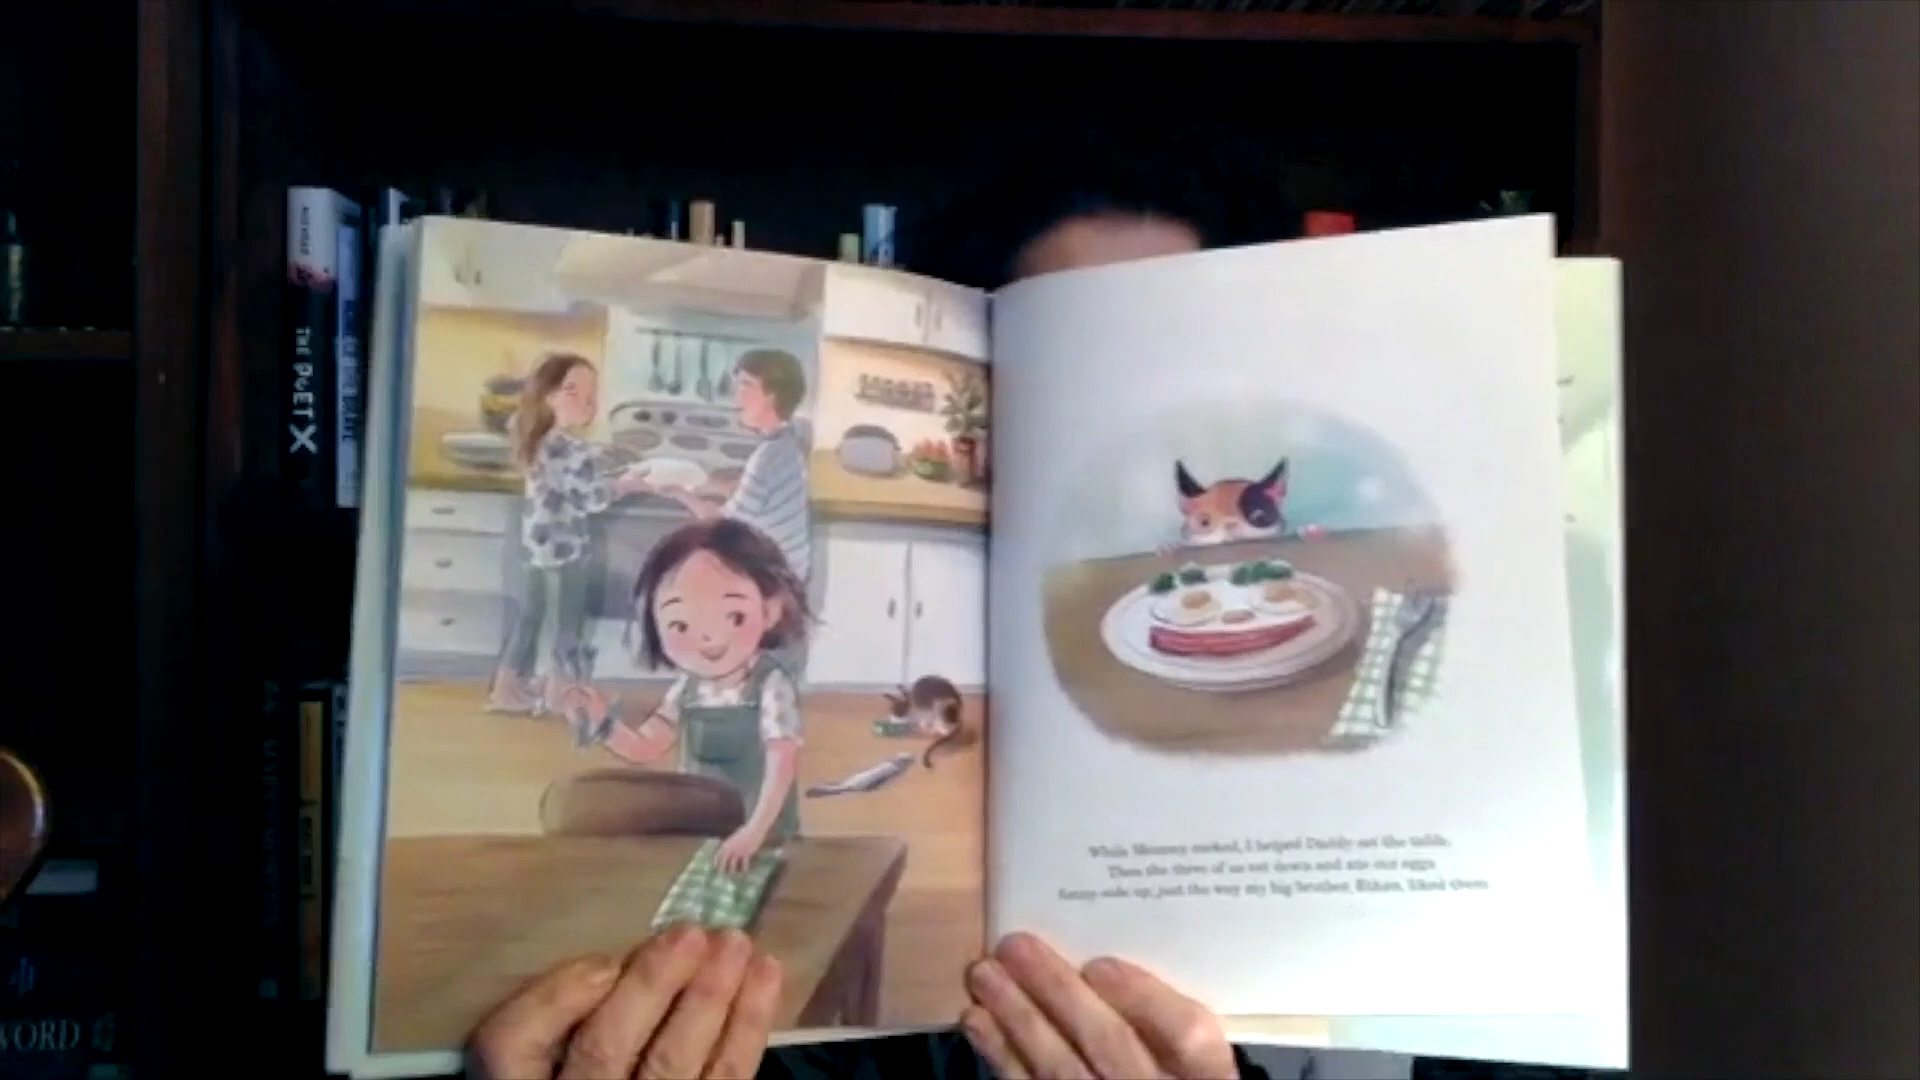 THE POET X
WORD
While Mommy cooked, I helped Daddy set the table.
Then the three of us sat down and ate our eggs
sunny-side up, just the way my big brother, Ethan, liked them